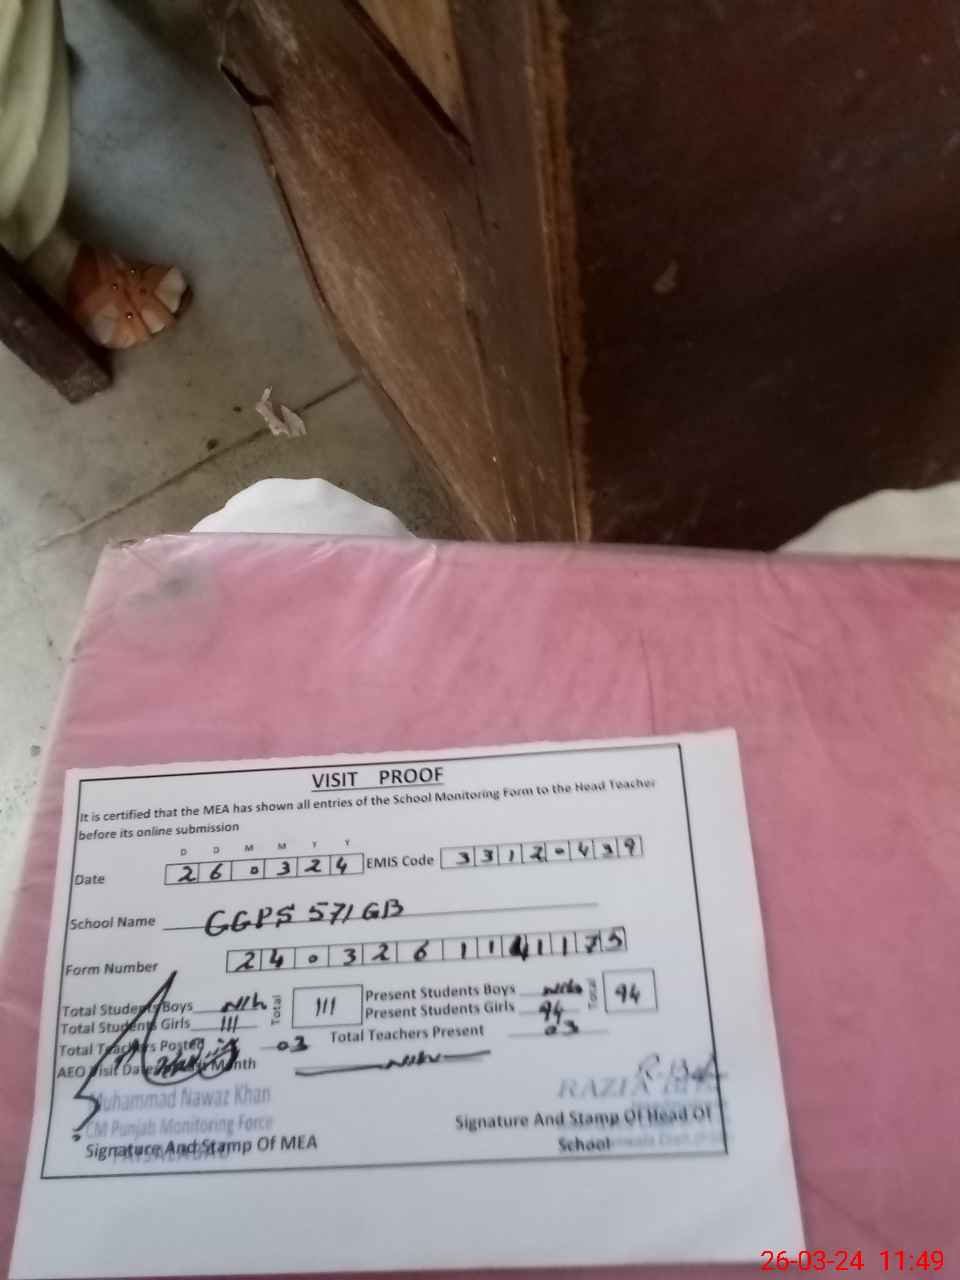 VISIT PROOF
It is certified that the MEA has shown all entries of the School Monitoring Form to the Head Teacher
before its online submission
D D M M Y Y
Date 2 6 0 3 2 4 EMIS Code 3 3 1 2 0 4 3 9
School Name GGPS 571 GB
Form Number 2 4 0 3 2 6 1 1 4 1 1 7 5
Total Students Boys Nil Total 111 Present Students Boys Nil Total 94
Total Students Girls 111 Present Students Girls 94
Total Teachers Posted 03 Total Teachers Present 03
AEO Visit Date Month Nil
Muhammad Nawaz Khan RAZIA
CM Punjab Monitoring Force Signature And Stamp Of Head Of
Signature And Stamp Of MEA School
FAISALABAD
26-03-24 11:49